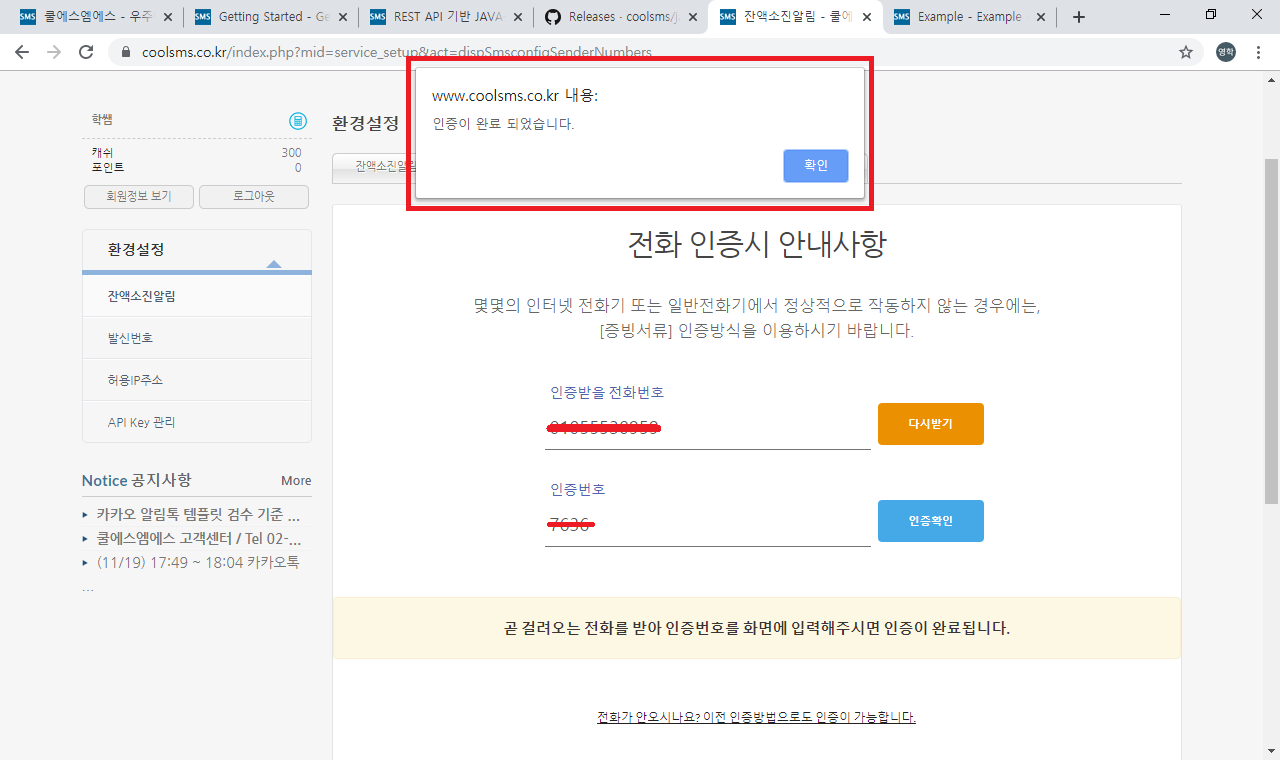 SMS 쿨에스엠에스 - 우주
SMS Getting Started - Ge
SMS REST API 기반 JAVA
Releases · coolsms/j
SMS 잔액소진알림 - 쿨에
SMS Example - Example
coolsms.co.kr/index.php?mid=service_setup&act=dispSmsconfigSenderNumbers
영학
www.coolsms.co.kr 내용:
인증이 완료 되었습니다.
확인
학쌤
캐쉬 300
포인트 0
회원정보 보기 로그아웃
환경설정
잔액소진알림
발신번호
허용IP주소
API Key 관리
Notice 공지사항 More
카카오 알림톡 템플릿 검수 기준 ...
쿨에스엠에스 고객센터 / Tel 02-...
(11/19) 17:49 ~ 18:04 카카오톡
...
환경설정
잔액소진알림
전화 인증시 안내사항
몇몇의 인터넷 전화기 또는 일반전화기에서 정상적으로 작동하지 않는 경우에는,
[증빙서류] 인증방식을 이용하시기 바랍니다.
인증받을 전화번호
다시받기
인증번호
인증확인
곧 걸려오는 전화를 받아 인증번호를 화면에 입력해주시면 인증이 완료됩니다.
전화가 안오시나요? 이전 인증방법으로도 인증이 가능합니다.